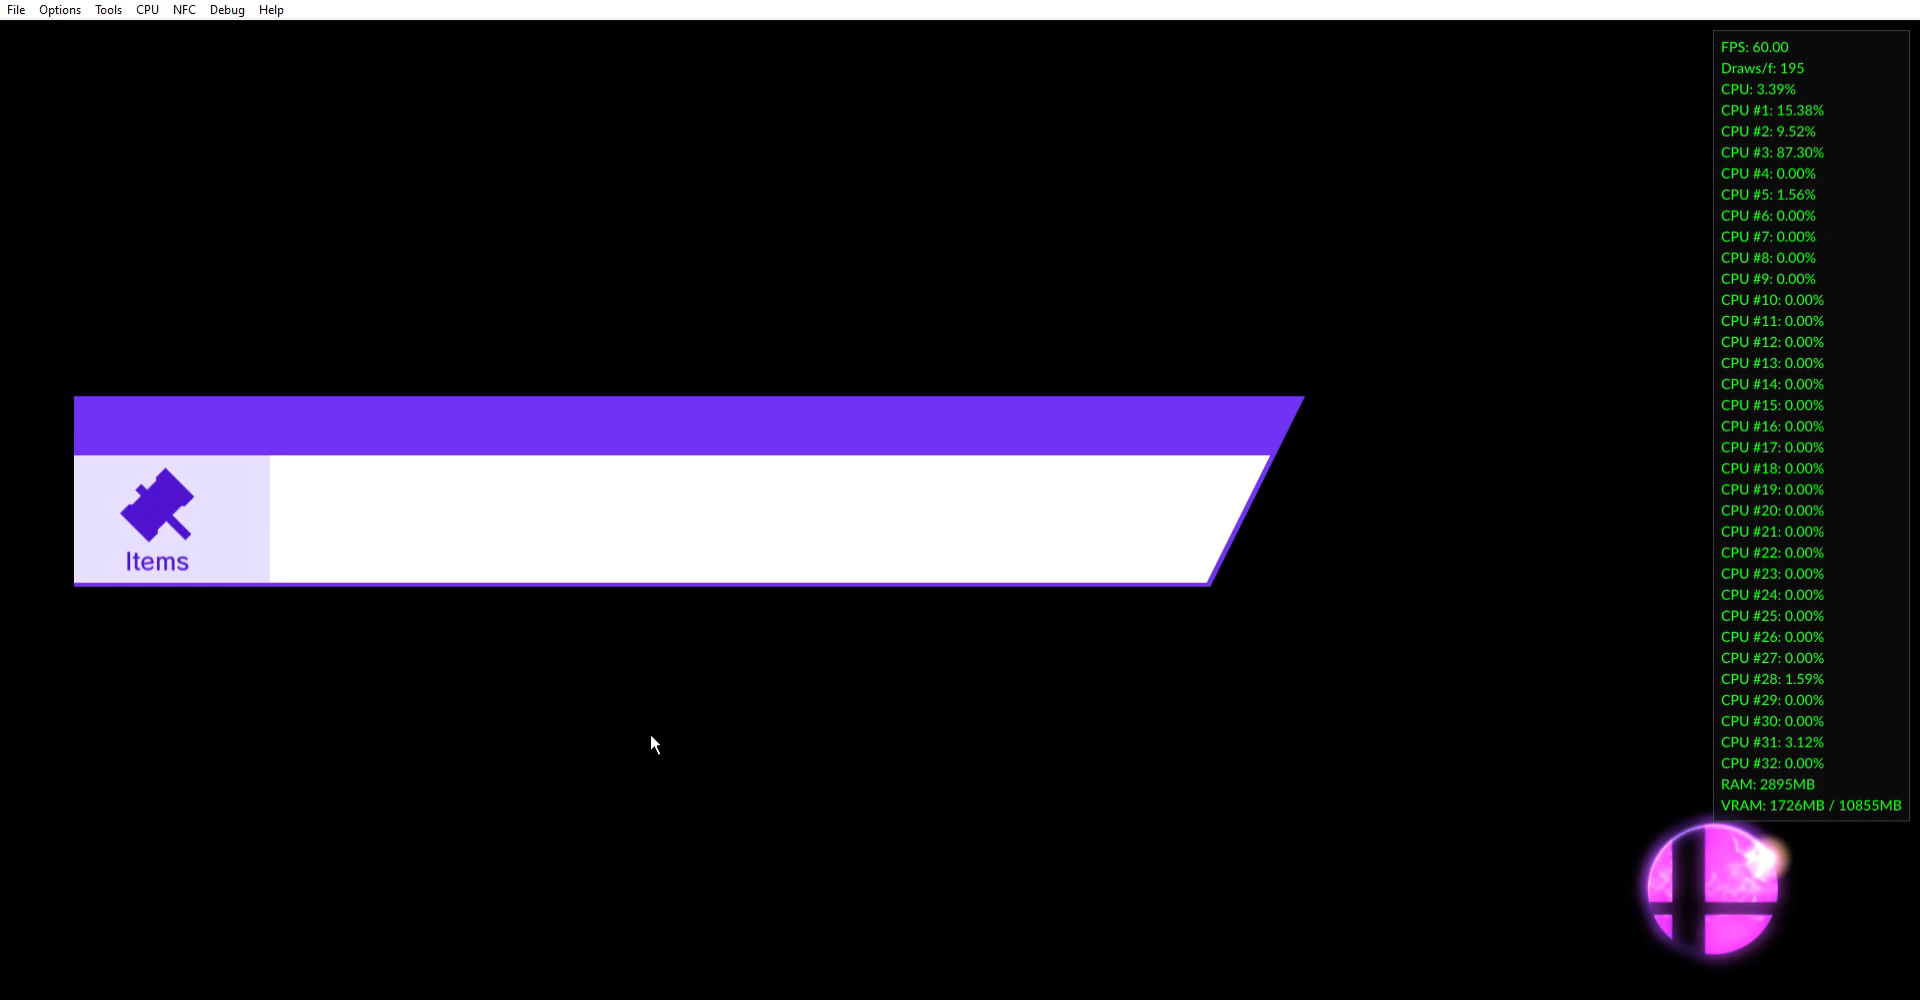 File Options Tools CPU NFC Debug Help
FPS: 60.00
Draws/f: 195
CPU: 3.39%
CPU #1: 15.38%
CPU #2: 9.52%
CPU #3: 87.30%
CPU #4: 0.00%
CPU #5: 1.56%
CPU #6: 0.00%
CPU #7: 0.00%
CPU #8: 0.00%
CPU #9: 0.00%
CPU #10: 0.00%
CPU #11: 0.00%
CPU #12: 0.00%
CPU #13: 0.00%
CPU #14: 0.00%
CPU #15: 0.00%
CPU #16: 0.00%
CPU #17: 0.00%
CPU #18: 0.00%
CPU #19: 0.00%
CPU #20: 0.00%
CPU #21: 0.00%
CPU #22: 0.00%
CPU #23: 0.00%
CPU #24: 0.00%
CPU #25: 0.00%
CPU #26: 0.00%
CPU #27: 0.00%
CPU #28: 1.59%
CPU #29: 0.00%
CPU #30: 0.00%
CPU #31: 3.12%
CPU #32: 0.00%
RAM: 2895MB
VRAM: 1726MB / 10855MB
Items